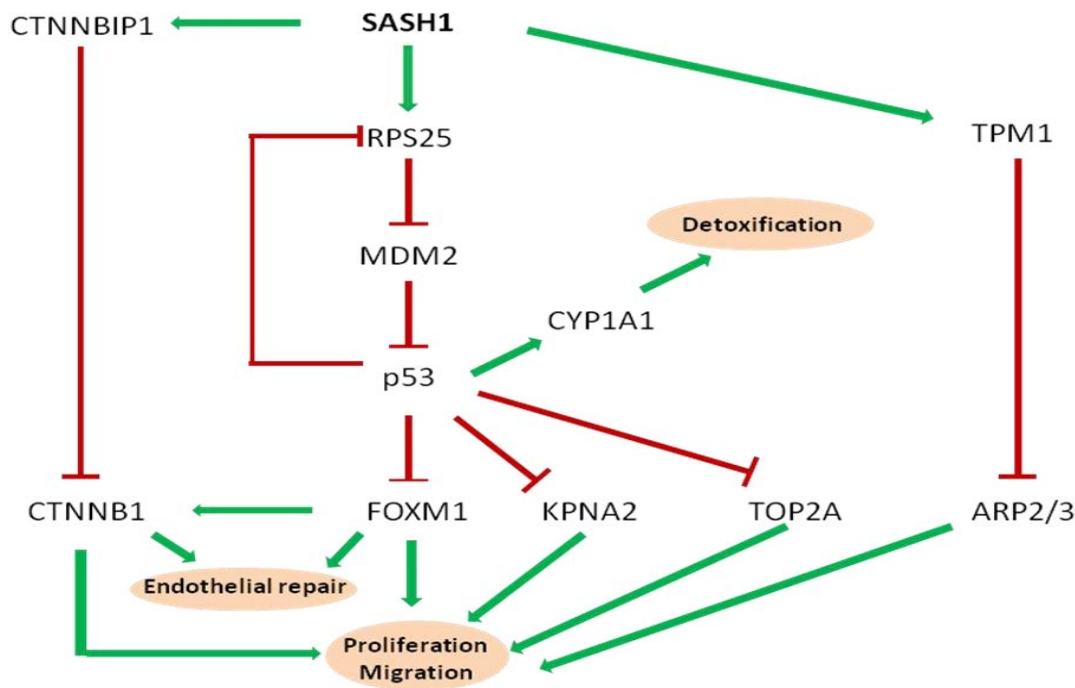 CTNNBIP1
SASH1
RPS25
TPM1
Detoxification
MDM2
CYP1A1
p53
CTNNB1
FOXM1
KPNA2
TOP2A
ARP2/3
Endothelial repair
Proliferation
Migration